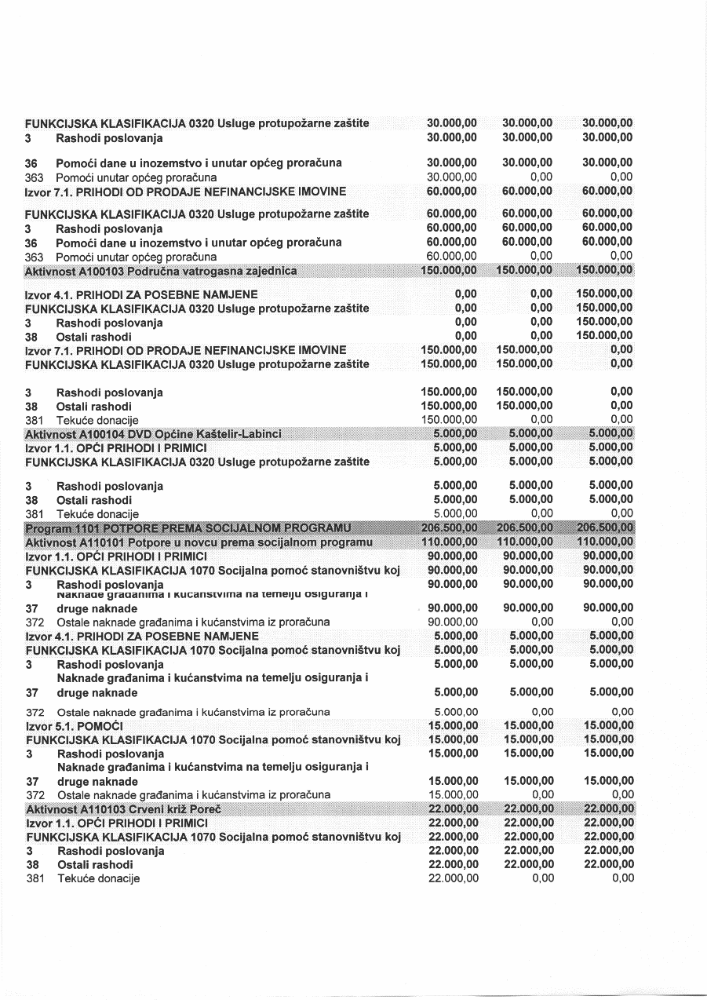 FUNKCIJSKA KLASIFIKACIJA 0320 Usluge protupožarne zaštite 30.000,00 30.000,00 30.000,00
3 Rashodi poslovanja 30.000,00 30.000,00 30.000,00
36 Pomoći dane u inozemstvo i unutar općeg proračuna 30.000,00 30.000,00 30.000,00
363 Pomoći unutar općeg proračuna 30.000,00 0,00 0,00
Izvor 7.1. PRIHODI OD PRODAJE NEFINANCIJSKE IMOVINE 60.000,00 60.000,00 60.000,00
FUNKCIJSKA KLASIFIKACIJA 0320 Usluge protupožarne zaštite 60.000,00 60.000,00 60.000,00
3 Rashodi poslovanja 60.000,00 60.000,00 60.000,00
36 Pomoći dane u inozemstvo i unutar općeg proračuna 60.000,00 60.000,00 60.000,00
363 Pomoći unutar općeg proračuna 60.000,00 0,00 0,00
Aktivnost A100103 Područna vatrogasna zajednica 150.000,00 150.000,00 150.000,00
Izvor 4.1. PRIHODI ZA POSEBNE NAMJENE 0,00 0,00 150.000,00
FUNKCIJSKA KLASIFIKACIJA 0320 Usluge protupožarne zaštite 0,00 0,00 150.000,00
3 Rashodi poslovanja 0,00 0,00 150.000,00
38 Ostali rashodi 0,00 0,00 150.000,00
Izvor 7.1. PRIHODI OD PRODAJE NEFINANCIJSKE IMOVINE 150.000,00 150.000,00 0,00
FUNKCIJSKA KLASIFIKACIJA 0320 Usluge protupožarne zaštite 150.000,00 150.000,00 0,00
3 Rashodi poslovanja 150.000,00 150.000,00 0,00
38 Ostali rashodi 150.000,00 150.000,00 0,00
381 Tekuće donacije 150.000,00 0,00 0,00
Aktivnost A100104 DVD Općine Kaštelir-Labinci 5.000,00 5.000,00 5.000,00
Izvor 1.1. OPĆI PRIHODI I PRIMICI 5.000,00 5.000,00 5.000,00
FUNKCIJSKA KLASIFIKACIJA 0320 Usluge protupožarne zaštite 5.000,00 5.000,00 5.000,00
3 Rashodi poslovanja 5.000,00 5.000,00 5.000,00
38 Ostali rashodi 5.000,00 5.000,00 5.000,00
381 Tekuće donacije 5.000,00 0,00 0,00
Program 1101 POTPORE PREMA SOCIJALNOM PROGRAMU 206.500,00 206.500,00 206.500,00
Aktivnost A110101 Potpore u novcu prema socijalnom programu 110.000,00 110.000,00 110.000,00
Izvor 1.1. OPĆI PRIHODI I PRIMICI 90.000,00 90.000,00 90.000,00
FUNKCIJSKA KLASIFIKACIJA 1070 Socijalna pomoć stanovništvu koj 90.000,00 90.000,00 90.000,00
3 Rashodi poslovanja 90.000,00 90.000,00 90.000,00
Naknade građanima i kućanstvima na temelju osiguranja i
37 druge naknade 90.000,00 90.000,00 90.000,00
372 Ostale naknade građanima i kućanstvima iz proračuna 90.000,00 0,00 0,00
Izvor 4.1. PRIHODI ZA POSEBNE NAMJENE 5.000,00 5.000,00 5.000,00
FUNKCIJSKA KLASIFIKACIJA 1070 Socijalna pomoć stanovništvu koj 5.000,00 5.000,00 5.000,00
3 Rashodi poslovanja 5.000,00 5.000,00 5.000,00
Naknade građanima i kućanstvima na temelju osiguranja i
37 druge naknade 5.000,00 5.000,00 5.000,00
372 Ostale naknade građanima i kućanstvima iz proračuna 5.000,00 0,00 0,00
Izvor 5.1. POMOĆI 15.000,00 15.000,00 15.000,00
FUNKCIJSKA KLASIFIKACIJA 1070 Socijalna pomoć stanovništvu koj 15.000,00 15.000,00 15.000,00
3 Rashodi poslovanja 15.000,00 15.000,00 15.000,00
Naknade građanima i kućanstvima na temelju osiguranja i
37 druge naknade 15.000,00 15.000,00 15.000,00
372 Ostale naknade građanima i kućanstvima iz proračuna 15.000,00 0,00 0,00
Aktivnost A110103 Crveni križ Poreč 22.000,00 22.000,00 22.000,00
Izvor 1.1. OPĆI PRIHODI I PRIMICI 22.000,00 22.000,00 22.000,00
FUNKCIJSKA KLASIFIKACIJA 1070 Socijalna pomoć stanovništvu koj 22.000,00 22.000,00 22.000,00
3 Rashodi poslovanja 22.000,00 22.000,00 22.000,00
38 Ostali rashodi 22.000,00 22.000,00 22.000,00
381 Tekuće donacije 22.000,00 0,00 0,00